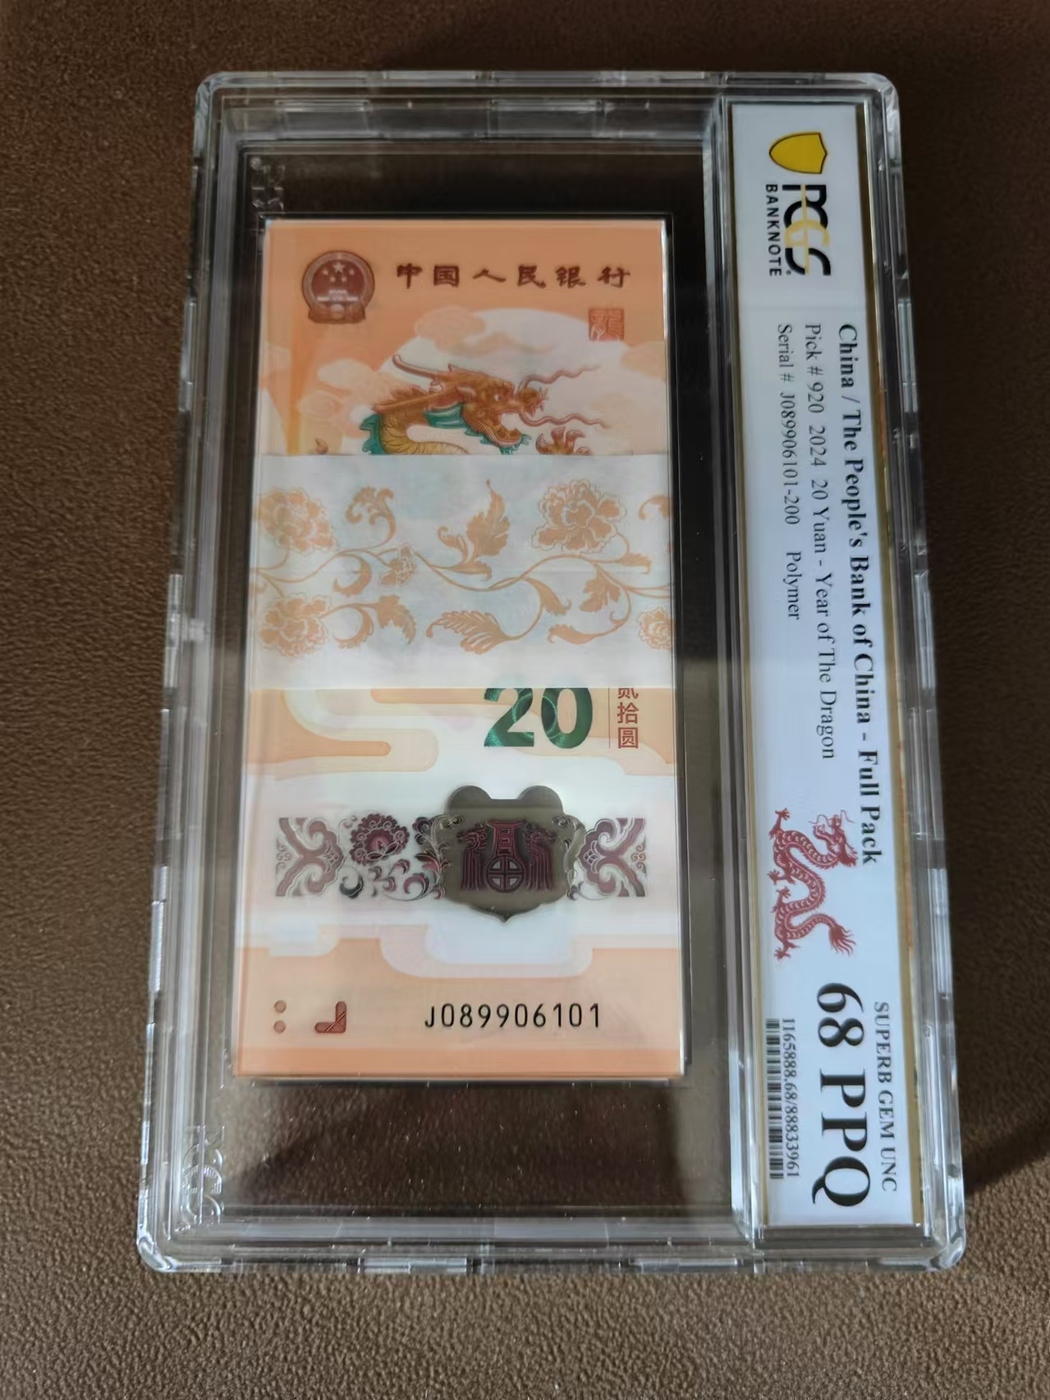 中国人民银行
20
贰拾圆
福
J089906101
PCGS
BANKNOTE
China / The People's Bank of China - Full Pack
Pick # 920 2024 20 Yuan - Year of The Dragon
Serial # J089906101-200 Polymer
SUPERB GEM UNC
68 PPQ
1165888.68/88833961